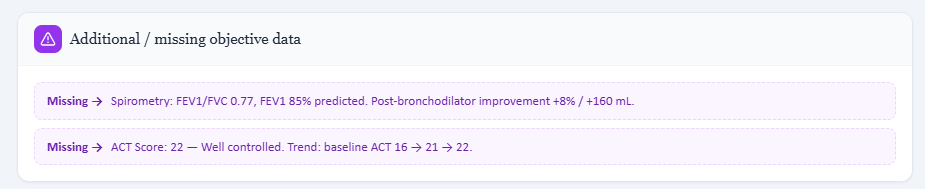 Additional / missing objective data
Missing → Spirometry: FEV1/FVC 0.77, FEV1 85% predicted. Post-bronchodilator improvement +8% / +160 mL.
Missing → ACT Score: 22 — Well controlled. Trend: baseline ACT 16 → 21 → 22.